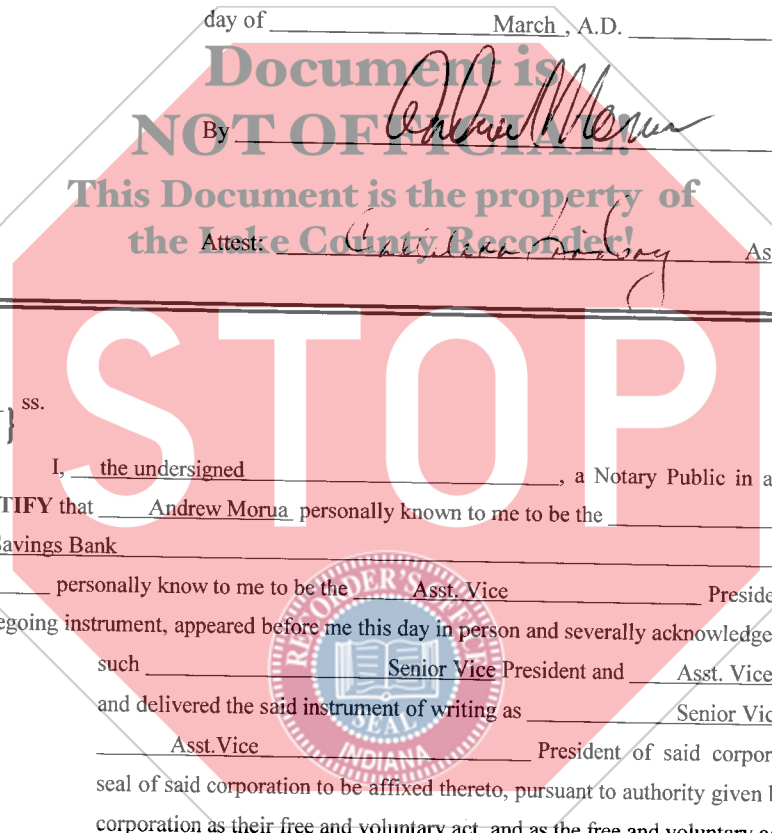 day of March , A.D.
Document is
NOT OFFICIAL!
By Andrew Morua
This Document is the property of
the Lake County Recorder!
Attest: Lindsay As
STOP
} ss.
I, the undersigned , a Notary Public in a
TIFY that Andrew Morua personally known to me to be the
Savings Bank
personally know to me to be the Asst. Vice Preside
egoing instrument, appeared before me this day in person and severally acknowledge
such Senior Vice President and Asst. Vice
and delivered the said instrument of writing as Senior Vic
Asst.Vice President of said corpor
seal of said corporation to be affixed thereto, pursuant to authority given b
corporation as their free and voluntary act, and as the free and voluntary ac
RECORDER'S OFFICE
SEAL
INDIANA